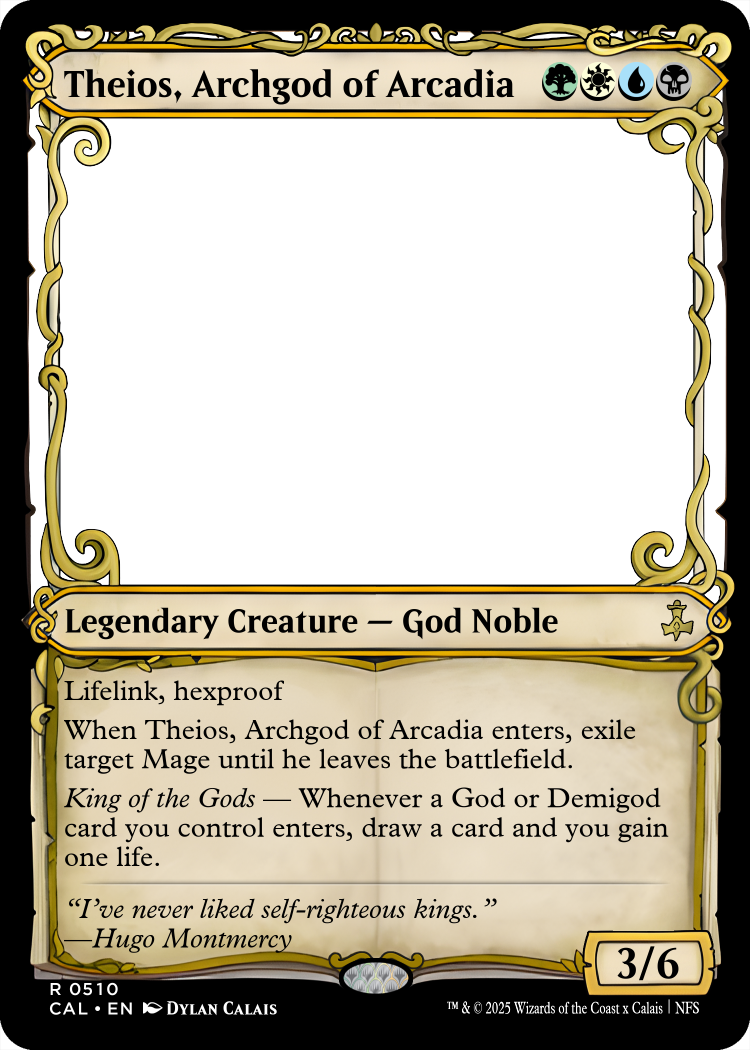 Theios, Archgod of Arcadia
Legendary Creature — God Noble
Lifelink, hexproof
When Theios, Archgod of Arcadia enters, exile
target Mage until he leaves the battlefield.
King of the Gods — Whenever a God or Demigod
card you control enters, draw a card and you gain
one life.
“I’ve never liked self-righteous kings.”
—Hugo Montmercy
3/6
R 0510
CAL • EN Dylan Calais
™ & © 2025 Wizards of the Coast x Calais | NFS